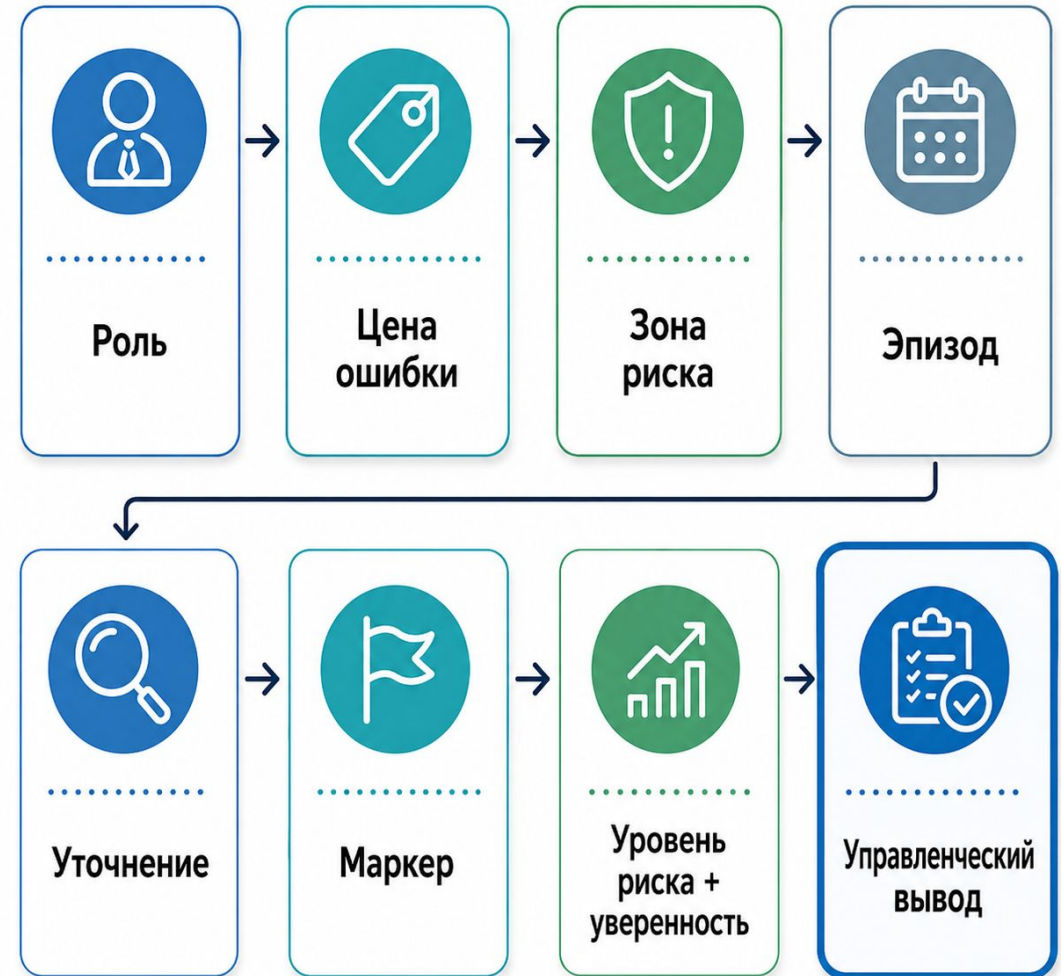 Роль
Цена
ошибки
Зона
риска
Эпизод
Уточнение
Маркер
Уровень
риска +
уверенность
Управленческий
вывод